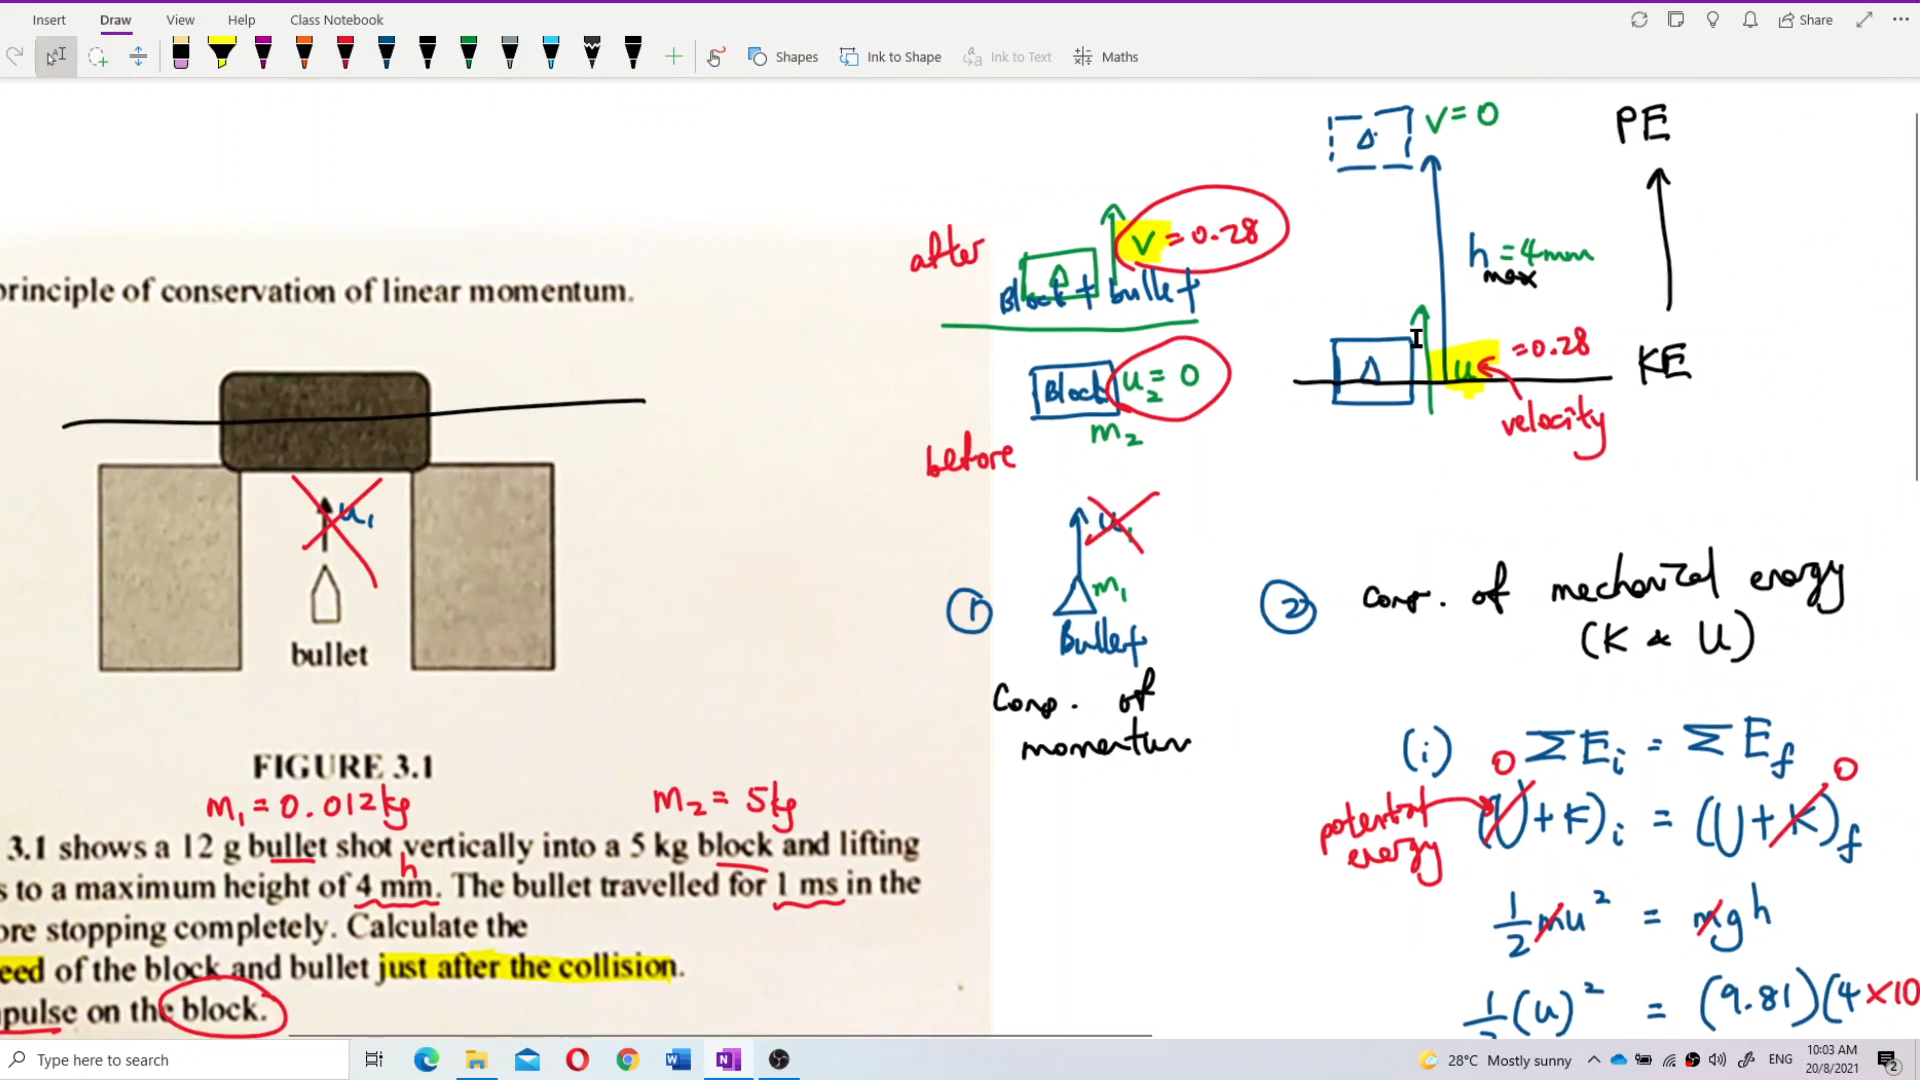 Insert Draw View Help Class Notebook Share
Shapes Ink to Shape Ink to Text Maths
principle of conservation of linear momentum.
u₁
bullet
FIGURE 3.1
m₁ = 0.012kg
m₂ = 5kg
3.1 shows a 12 g bullet shot vertically into a 5 kg block and lifting
h
s to a maximum height of 4 mm. The bullet travelled for 1 ms in the
ore stopping completely. Calculate the
eed of the block and bullet just after the collision.
pulse on the block.
after
v = 0.28
Block + bullet
Block
u₂ = 0
m₂
before
u₁
m₁
①
Bullet
of
momentum
v = 0
PE
h = 4mm
max
u = 0.28
KE
velocity
②
of mechanical energy
(K & U)
(i) ΣEᵢ = ΣE_f
0
0
potential
energy
(U+K)ᵢ = (U+K)_f
½mu² = mgh
½(u)² = (9.81)(4×10
Type here to search
28°C Mostly sunny
ENG
10:03 AM
20/8/2021
2